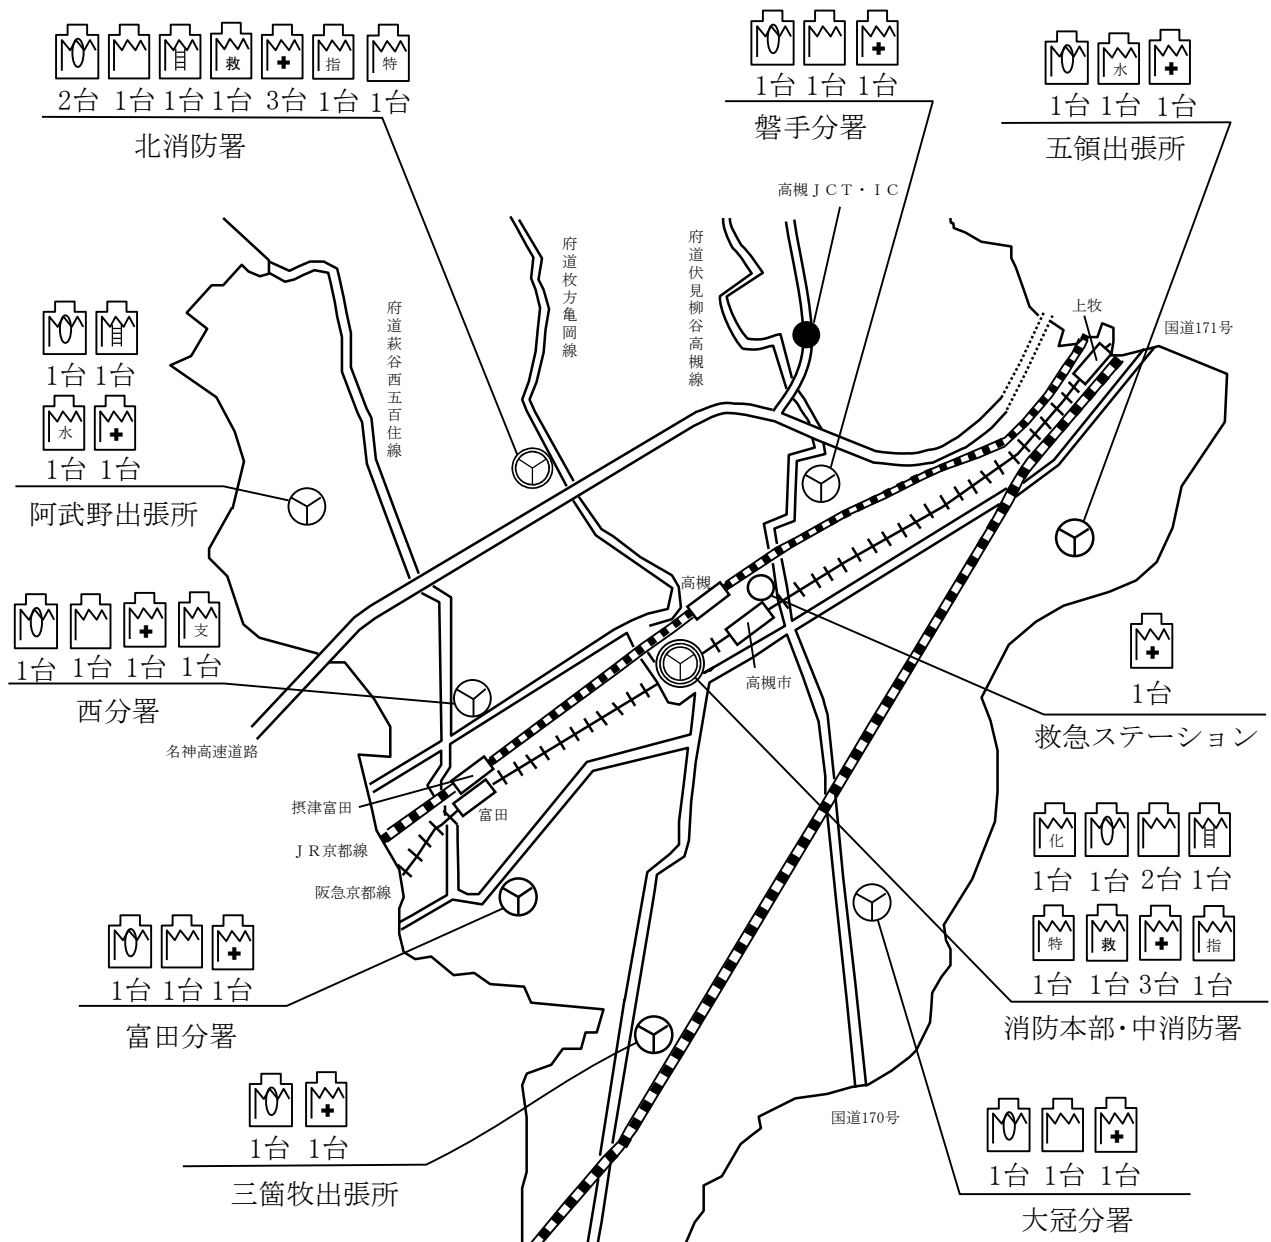 救 指 特
2台 1台 1台 1台 3台 1台 1台
北消防署
1台 1台 1台
磐手分署
水
1台 1台 1台
五領出張所
高槻ＪＣＴ・ＩＣ
府道枚方亀岡線
府道伏見柳谷高槻線
府道萩谷西五百住線
上牧
国道171号
1台 1台
水
1台 1台
阿武野出張所
支
1台 1台 1台 1台
西分署
高槻
高槻市
名神高速道路
1台
救急ステーション
摂津富田
富田
ＪＲ京都線
阪急京都線
化
1台 1台 2台 1台
特 救 指
1台 1台 3台 1台
消防本部・中消防署
1台 1台 1台
富田分署
1台 1台
三箇牧出張所
国道170号
1台 1台 1台
大冠分署